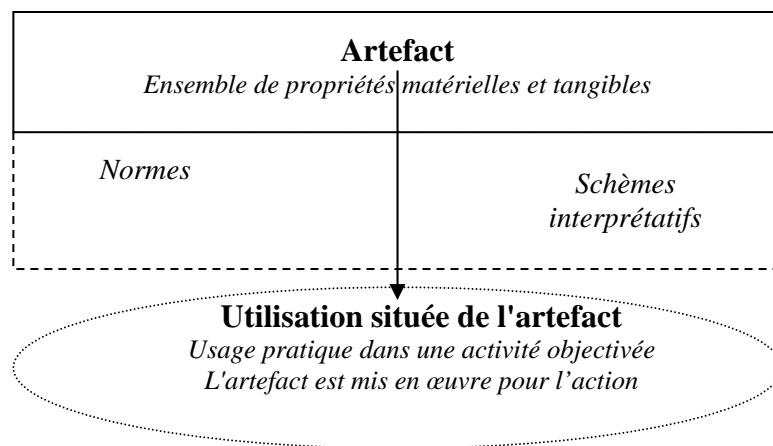 Artefact
Ensemble de propriétés matérielles et tangibles
Normes
Schèmes
interprétatifs
Utilisation située de l'artefact
Usage pratique dans une activité objectivée
L'artefact est mis en œuvre pour l’action